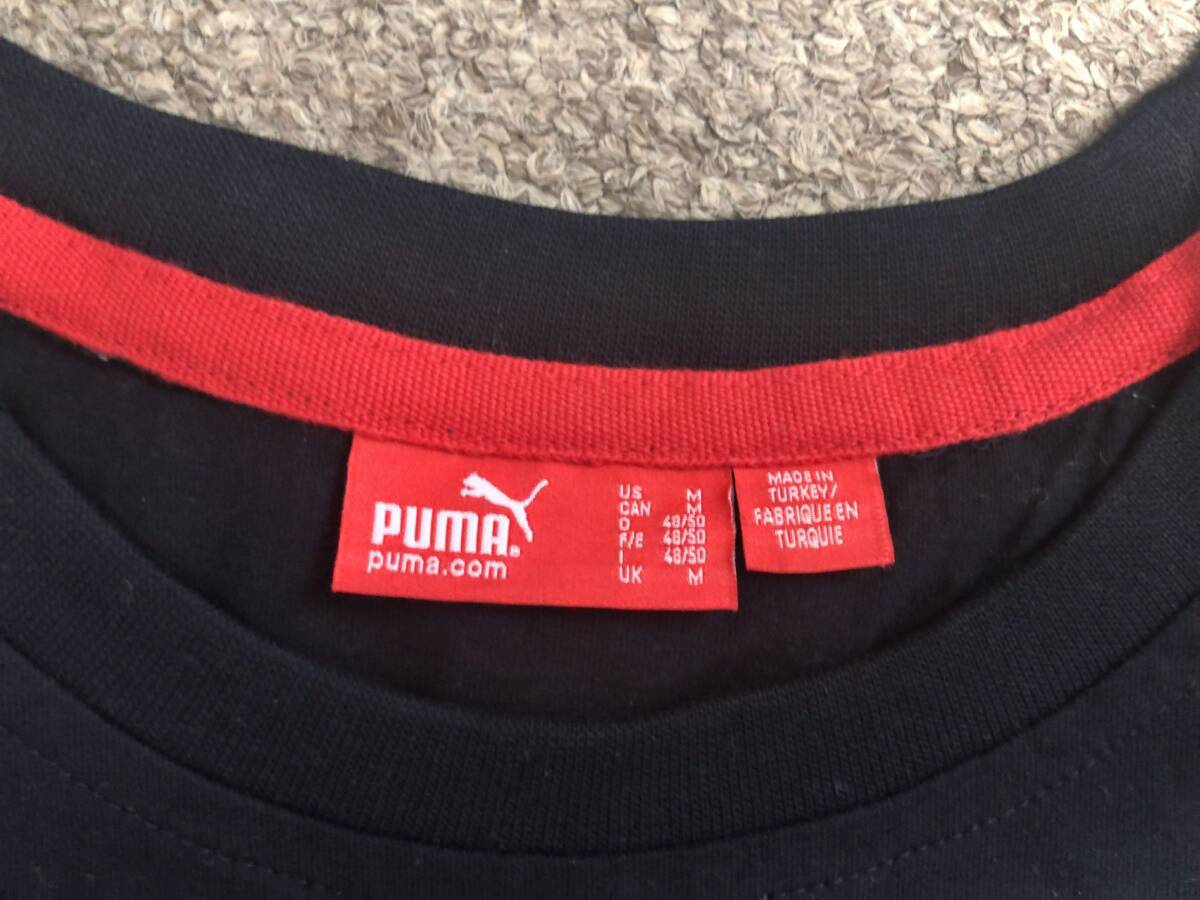 PUMA®
puma.com
US M
CAN M
D 48/50
F/E 48/50
I 48/50
UK M
MADE IN
TURKEY/
FABRIQUE EN
TURQUIE